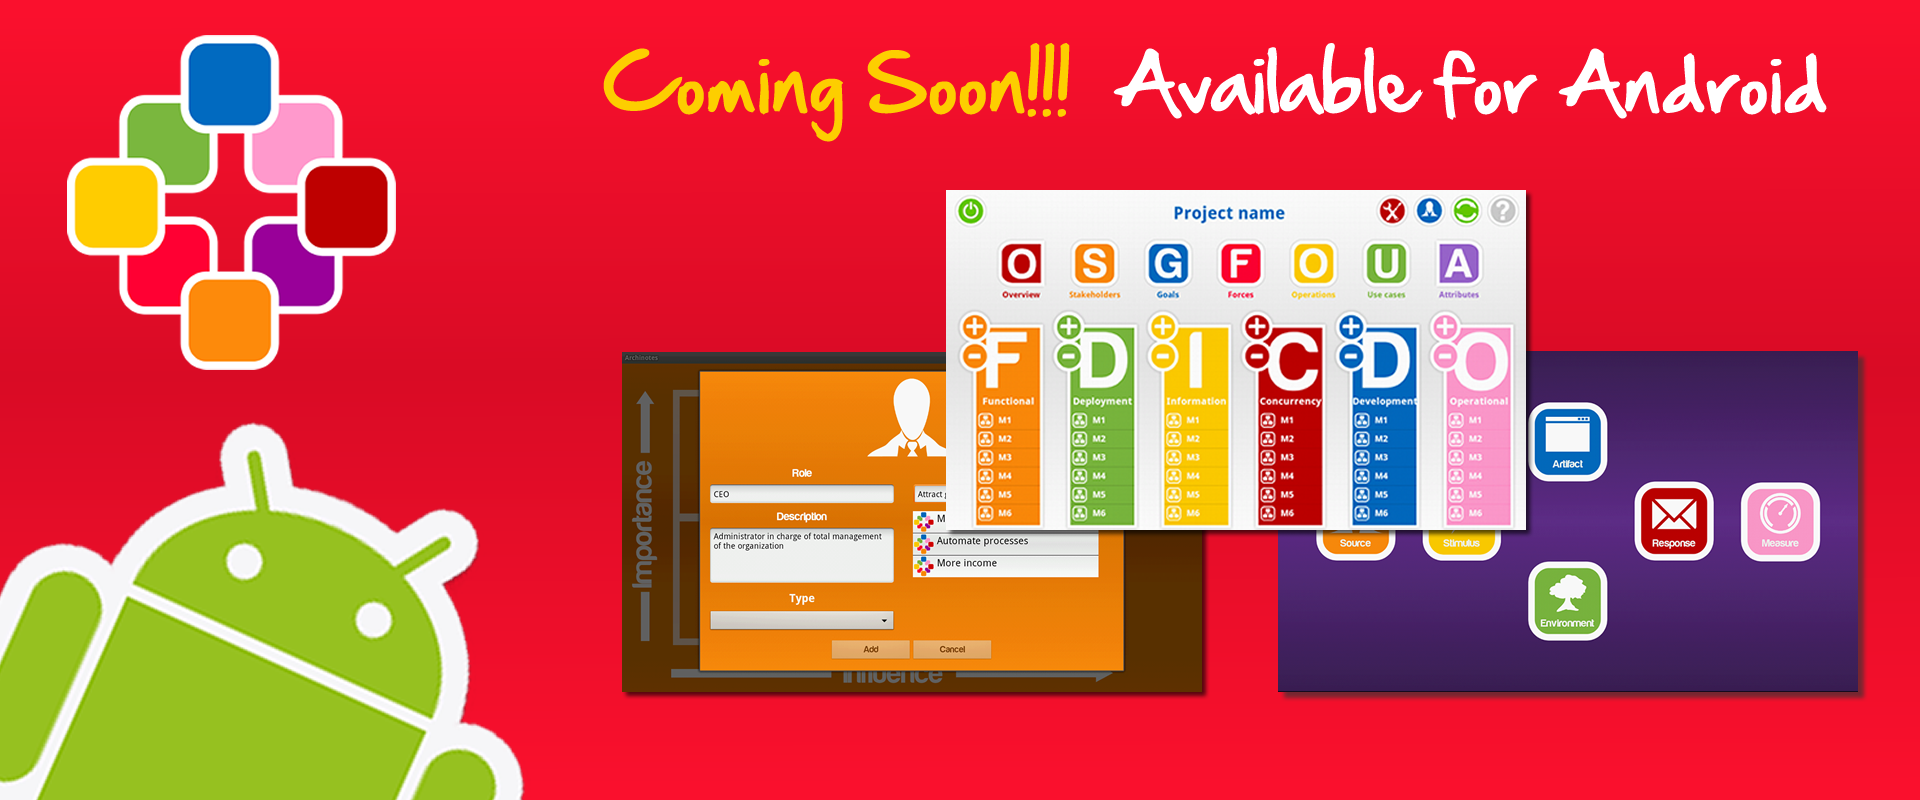 Coming Soon!!! Available for Android
Project name
O S G F O U A
Overview Stakeholders Goals Forces Operations Use cases Attributes
F D I C D O
Functional Deployment Information Concurrency Development Operational
M1 M1 M1 M1 M1 M1
M2 M2 M2 M2 M2 M2
M3 M3 M3 M3 M3 M3
M4 M4 M4 M4 M4 M4
M5 M5 M5 M5 M5 M5
M6 M6 M6 M6 M6 M6
Archinotes
Importance
Influence
Role
CEO
Description
Administrator in charge of total management
of the organization
Type
Add Cancel
Attract
Automate processes
More income
Artifact
Source Stimulus Response Measure
Environment